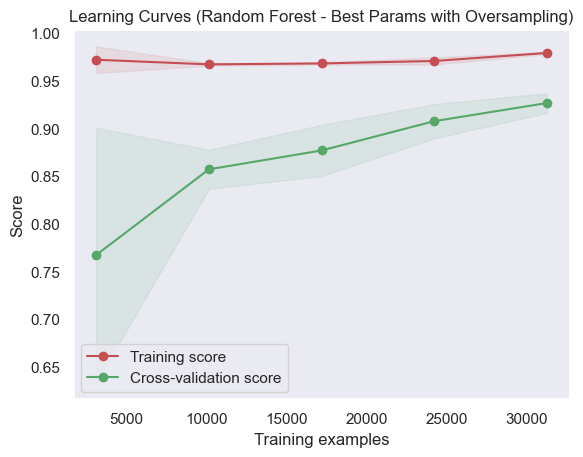 Learning Curves (Random Forest - Best Params with Oversampling)
1.00
0.95
0.90
0.85
0.80
0.75
0.70
0.65
Score
Training score
Cross-validation score
5000 10000 15000 20000 25000 30000
Training examples